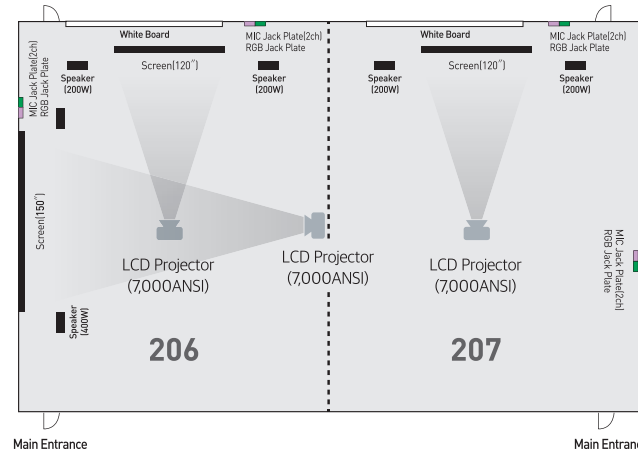 White Board
MIC Jack Plate(2ch)
RGB Jack Plate
Screen(120″)
Speaker
(200W)
Speaker
(200W)
MIC Jack Plate(2ch)
RGB Jack Plate
Screen(150″)
Speaker
(400W)
LCD Projector
(7,000ANSI)
LCD Projector
(7,000ANSI)
206
White Board
MIC Jack Plate(2ch)
RGB Jack Plate
Screen(120″)
Speaker
(200W)
Speaker
(200W)
MIC Jack Plate(2ch)
RGB Jack Plate
LCD Projector
(7,000ANSI)
207
Main Entrance
Main Entranc